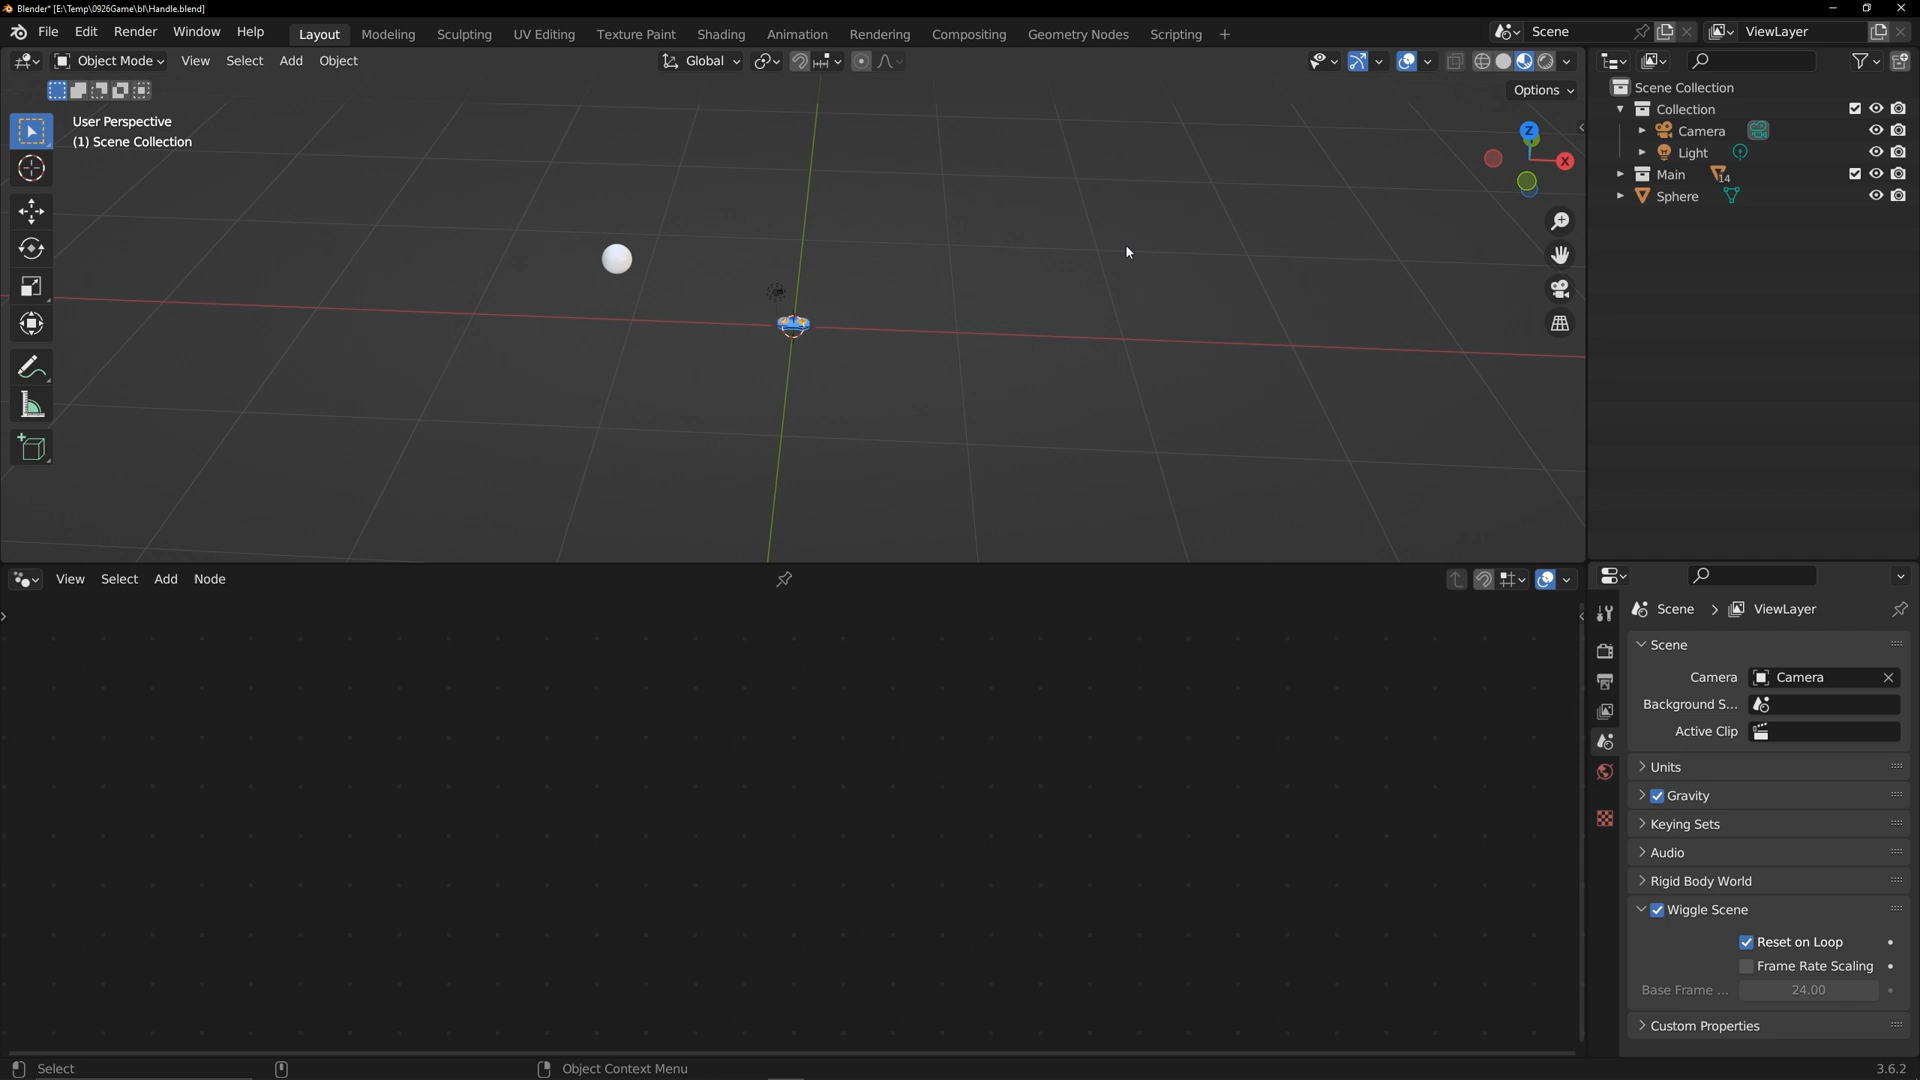 Blender* [E:\Temp\0926Game\bl\Handle.blend]
File Edit Render Window Help Layout Modeling Sculpting UV Editing Texture Paint Shading Animation Rendering Compositing Geometry Nodes Scripting + Scene ViewLayer
Object Mode View Select Add Object Global
Options
User Perspective
(1) Scene Collection
Z
X
Scene Collection
Collection
Camera
Light
Main 14
Sphere
View Select Add Node
Scene > ViewLayer
Scene
Camera Camera
Background S...
Active Clip
Units
Gravity
Keying Sets
Audio
Rigid Body World
Wiggle Scene
Reset on Loop
Frame Rate Scaling
Base Frame ... 24.00
Custom Properties
Select Object Context Menu 3.6.2